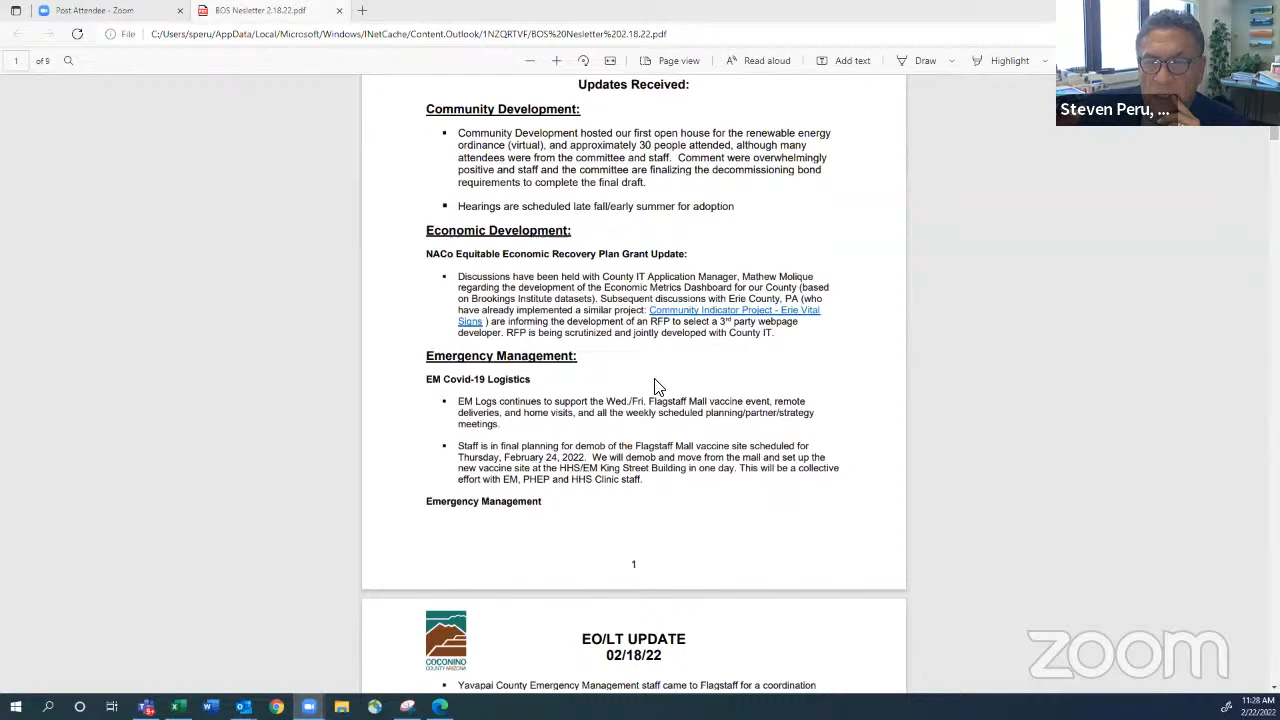 Post Attendee - Zoom
BOS Nesletter 2.18.22.pdf
File
C:/Users/speru/AppData/Local/Microsoft/Windows/INetCache/Content.Outlook/1NZQRTVF/BOS%20Nesletter%202.18.22.pdf
1 of 9
Page view
Read aloud
Add text
Draw
Highlight
Steven Peru, ...
Updates Received:
Community Development:
Community Development hosted our first open house for the renewable energy
ordinance (virtual), and approximately 30 people attended, although many
attendees were from the committee and staff. Comment were overwhelmingly
positive and staff and the committee are finalizing the decommissioning bond
requirements to complete the final draft.
Hearings are scheduled late fall/early summer for adoption
Economic Development:
NACo Equitable Economic Recovery Plan Grant Update:
Discussions have been held with County IT Application Manager, Mathew Molique
regarding the development of the Economic Metrics Dashboard for our County (based
on Brookings Institute datasets). Subsequent discussions with Erie County, PA (who
have already implemented a similar project: Community Indicator Project - Erie Vital
Signs ) are informing the development of an RFP to select a 3rd party webpage
developer. RFP is being scrutinized and jointly developed with County IT.
Emergency Management:
EM Covid-19 Logistics
EM Logs continues to support the Wed./Fri. Flagstaff Mall vaccine event, remote
deliveries, and home visits, and all the weekly scheduled planning/partner/strategy
meetings.
Staff is in final planning for demob of the Flagstaff Mall vaccine site scheduled for
Thursday, February 24, 2022. We will demob and move from the mall and set up the
new vaccine site at the HHS/EM King Street Building in one day. This will be a collective
effort with EM, PHEP and HHS Clinic staff.
Emergency Management
1
COCONINO
COUNTY ARIZONA
EO/LT UPDATE
02/18/22
Yavapai County Emergency Management staff came to Flagstaff for a coordination
zoom
11:28 AM
2/22/2022